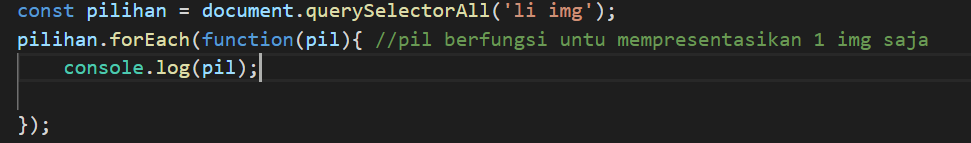 const pilihan = document.querySelectorAll('li img');
pilihan.forEach(function(pil){ //pil berfungsi untu mempresentasikan 1 img saja
    console.log(pil);
});